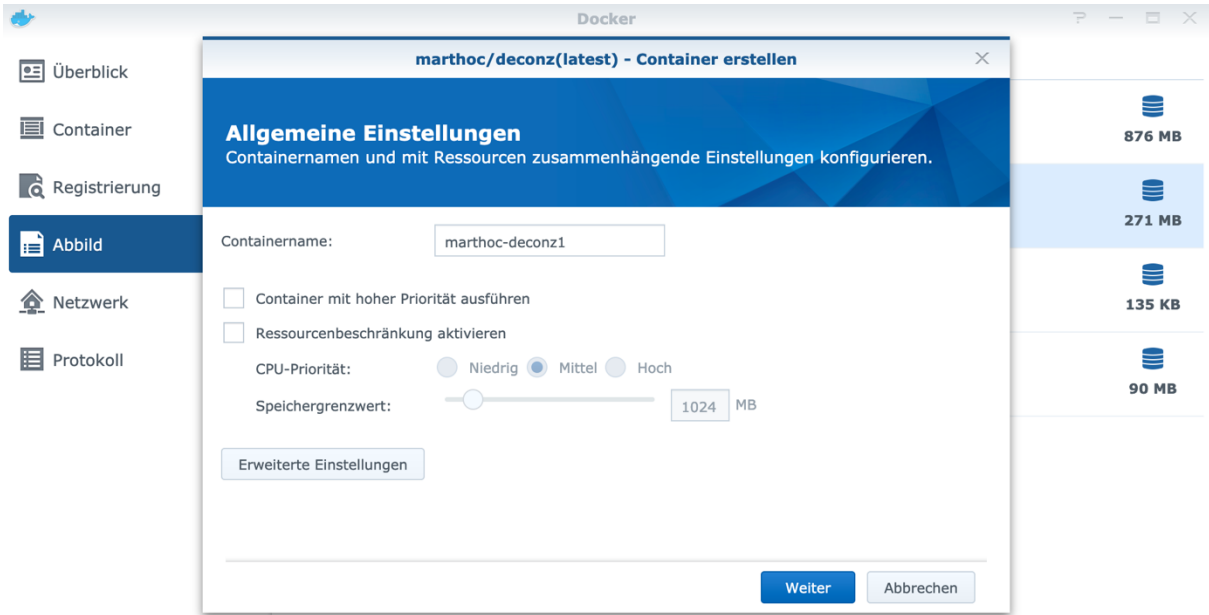 Docker
Überblick
Container
Registrierung
Abbild
Netzwerk
Protokoll
marthoc/deconz(latest) - Container erstellen
Allgemeine Einstellungen
Containernamen und mit Ressourcen zusammenhängende Einstellungen konfigurieren.
Containername: marthoc-deconz1
Container mit hoher Priorität ausführen
Ressourcenbeschränkung aktivieren
CPU-Priorität: Niedrig Mittel Hoch
Speichergrenzwert: 1024 MB
Erweiterte Einstellungen
Weiter Abbrechen
876 MB
271 MB
135 KB
90 MB